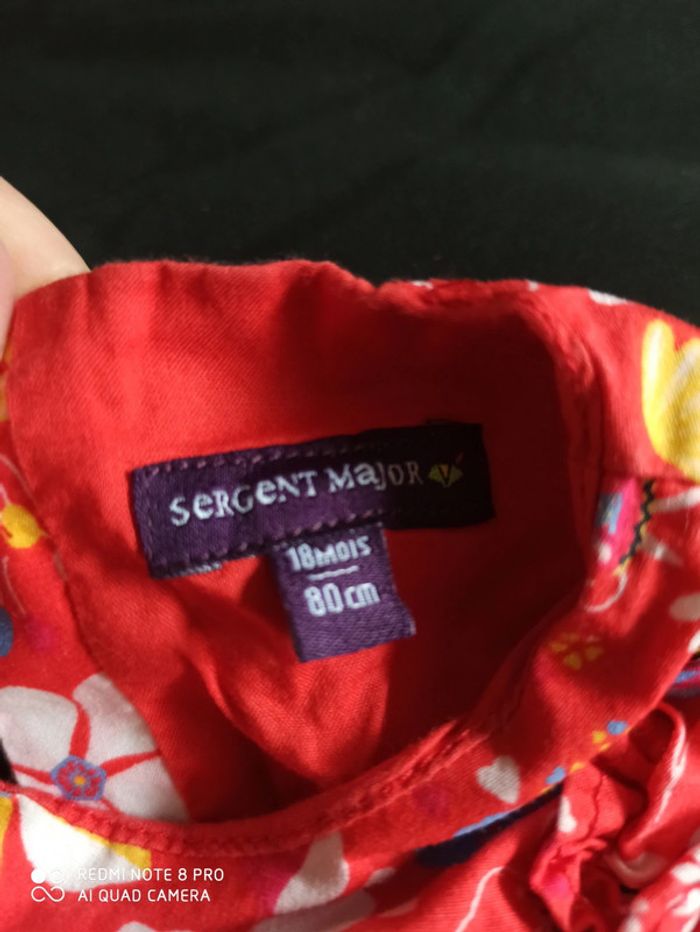 SeRGeNT MaJOR
18MOIS
80cm
REDMI NOTE 8 PRO
AI QUAD CAMERA